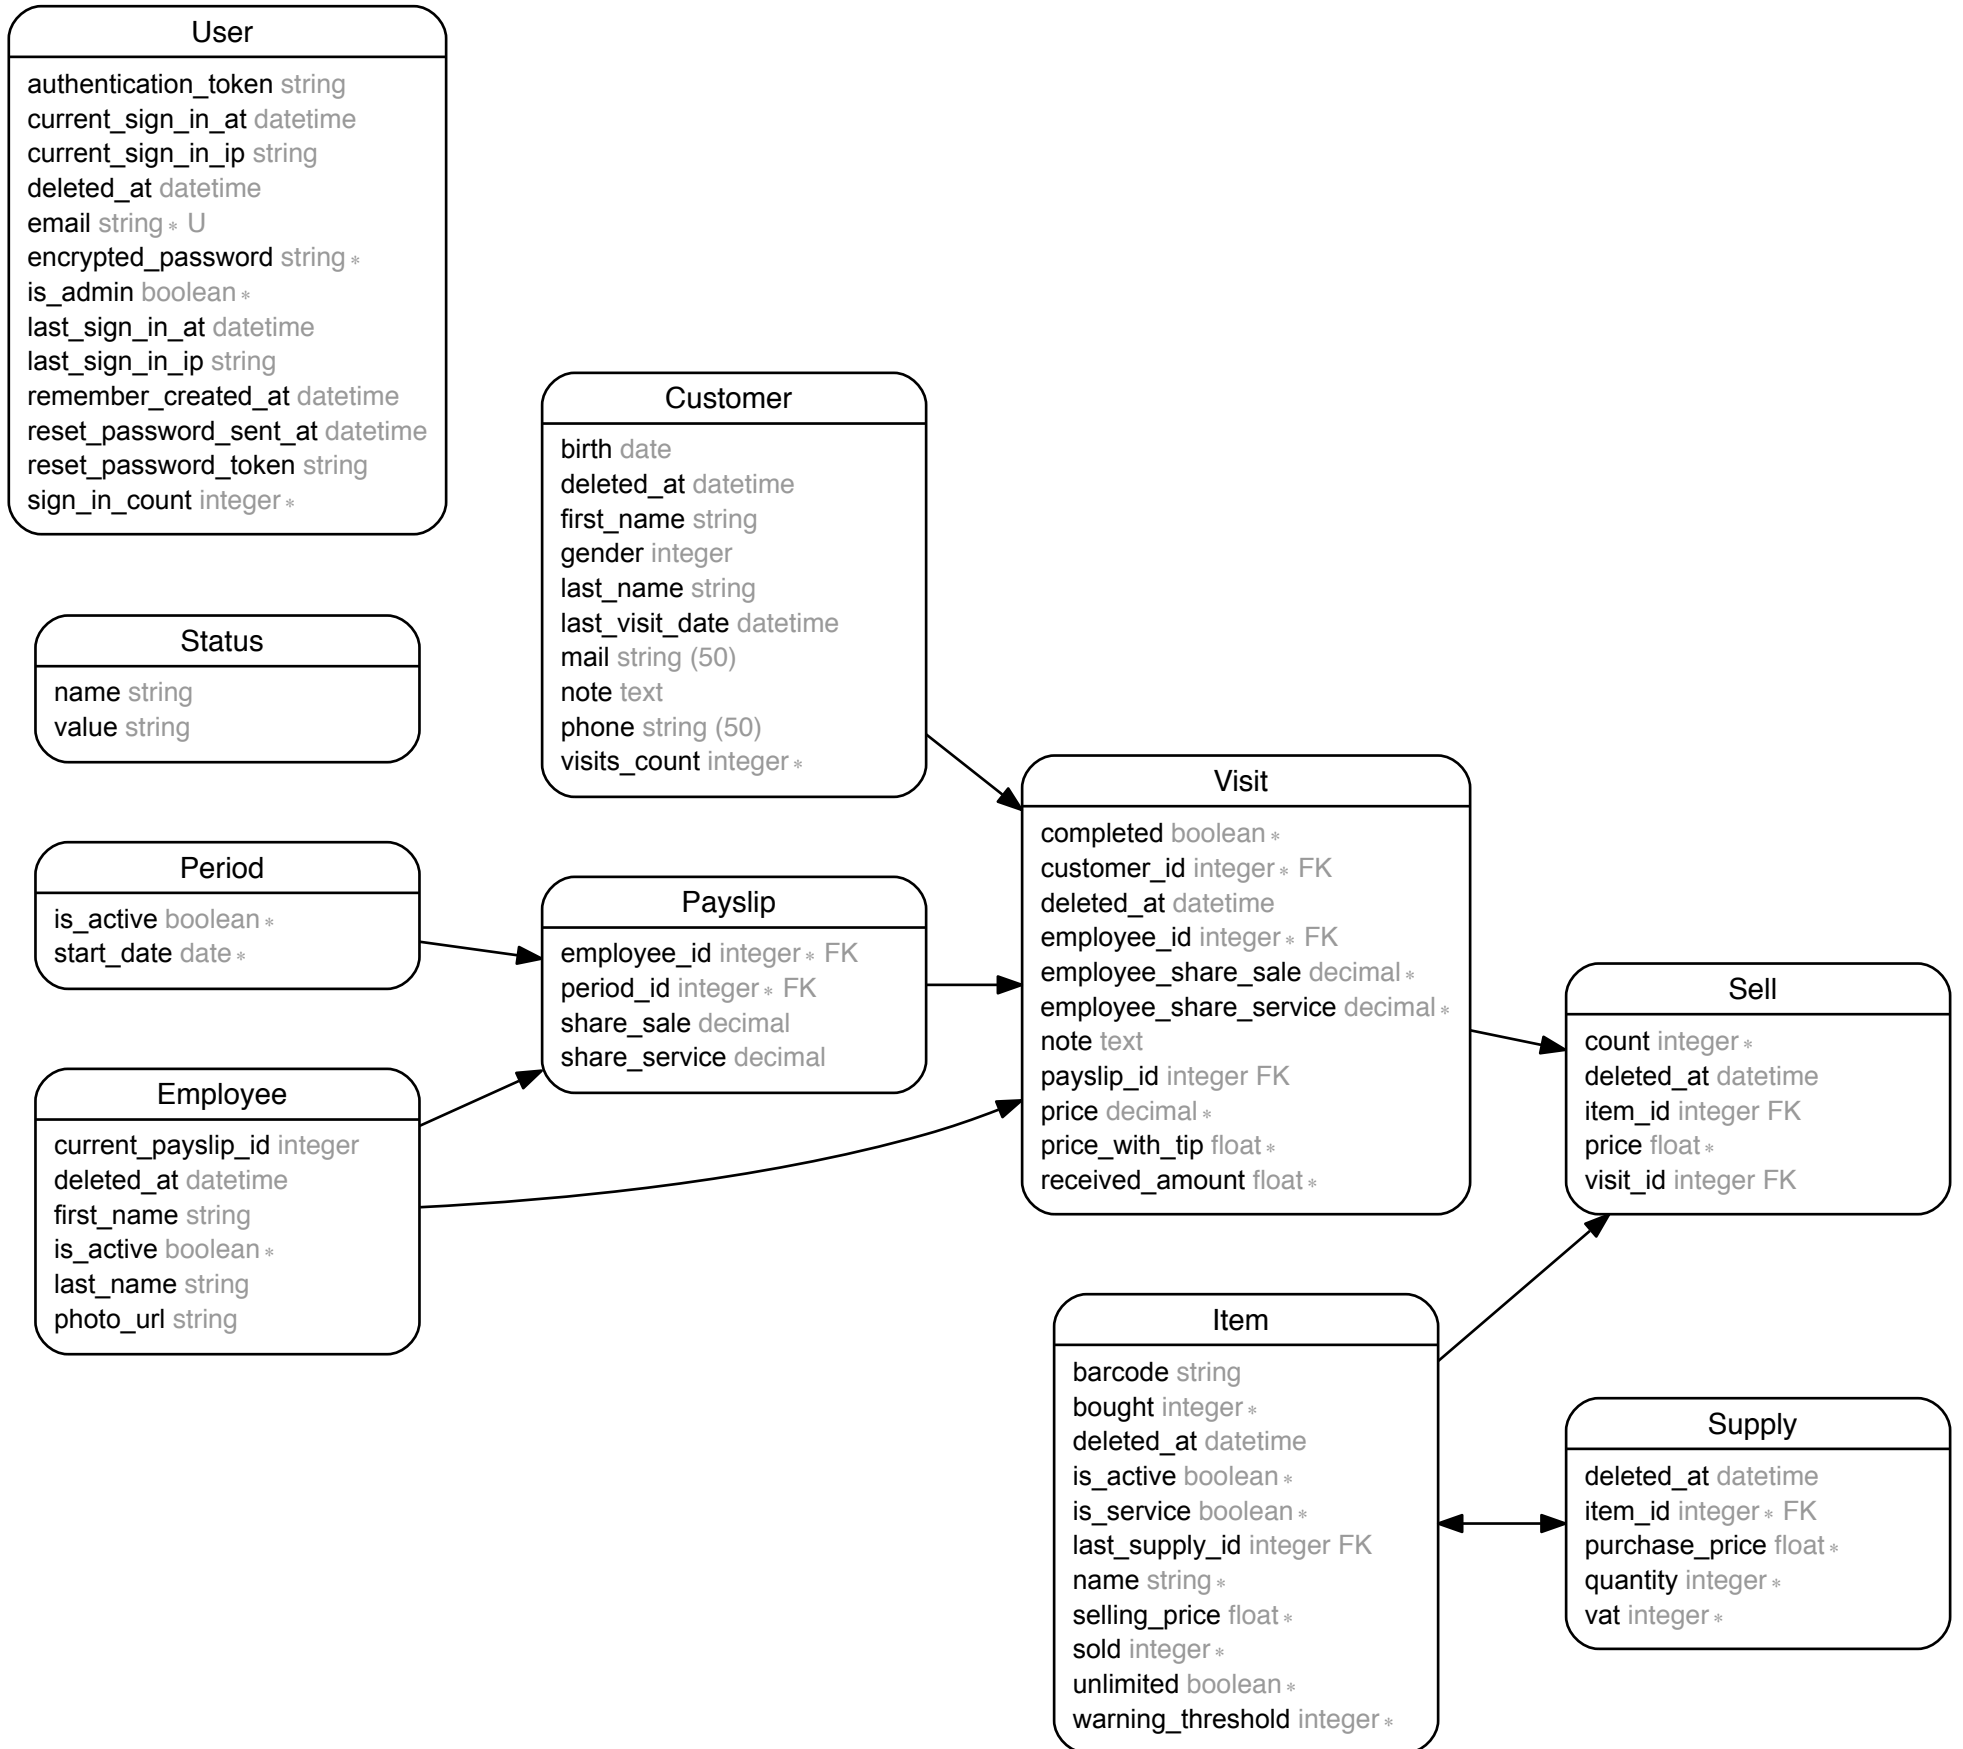 User
authentication_token string
current_sign_in_at datetime
current_sign_in_ip string
deleted_at datetime
email string * U
encrypted_password string *
is_admin boolean *
last_sign_in_at datetime
last_sign_in_ip string
remember_created_at datetime
reset_password_sent_at datetime
reset_password_token string
sign_in_count integer *
Status
name string
value string
Period
is_active boolean *
start_date date *
Employee
current_payslip_id integer
deleted_at datetime
first_name string
is_active boolean *
last_name string
photo_url string
Customer
birth date
deleted_at datetime
first_name string
gender integer
last_name string
last_visit_date datetime
mail string (50)
note text
phone string (50)
visits_count integer *
Payslip
employee_id integer * FK
period_id integer * FK
share_sale decimal
share_service decimal
Visit
completed boolean *
customer_id integer * FK
deleted_at datetime
employee_id integer * FK
employee_share_sale decimal *
employee_share_service decimal *
note text
payslip_id integer FK
price decimal *
price_with_tip float *
received_amount float *
Item
barcode string
bought integer *
deleted_at datetime
is_active boolean *
is_service boolean *
last_supply_id integer FK
name string *
selling_price float *
sold integer *
unlimited boolean *
warning_threshold integer *
Sell
count integer *
deleted_at datetime
item_id integer FK
price float *
visit_id integer FK
Supply
deleted_at datetime
item_id integer * FK
purchase_price float *
quantity integer *
vat integer *